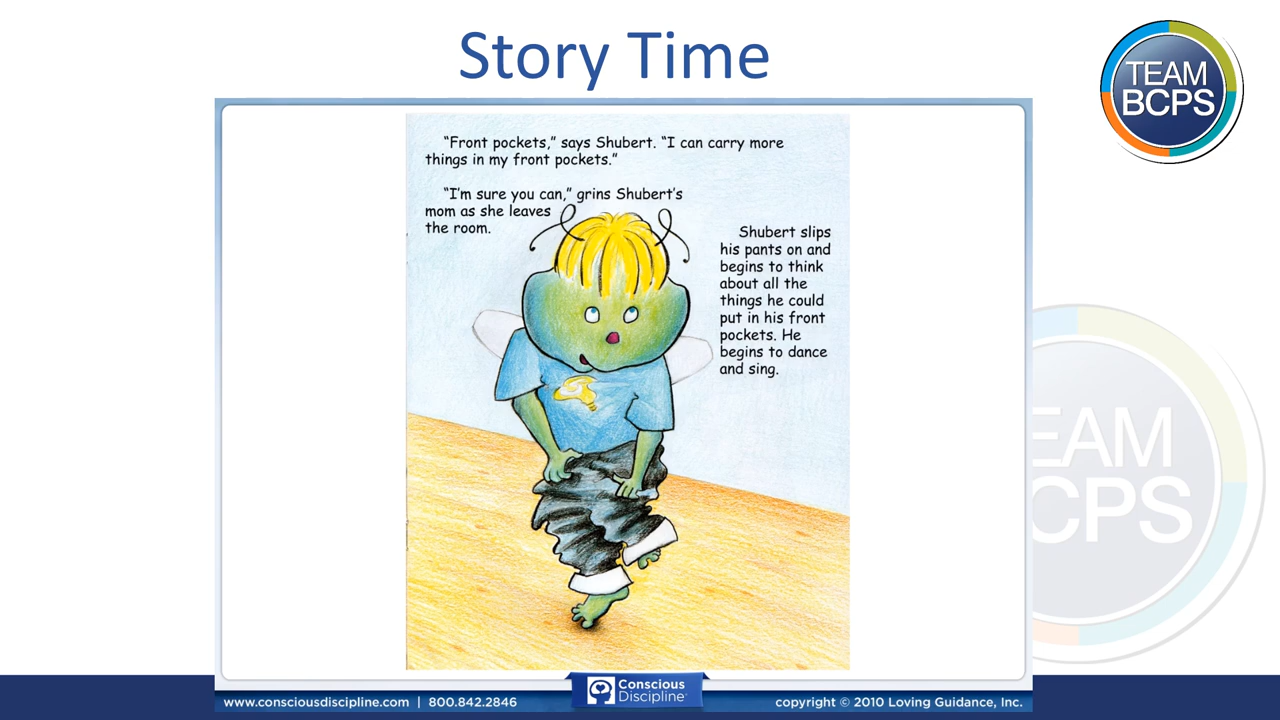 Story Time
TEAM
BCPS
“Front pockets,” says Shubert. “I can carry more
things in my front pockets.”
“I’m sure you can,” grins Shubert’s
mom as she leaves
the room.
Shubert slips
his pants on and
begins to think
about all the
things he could
put in his front
pockets. He
begins to dance
and sing.
EAM
BCPS
www.consciousdiscipline.com | 800.842.2846
Conscious
Discipline®
copyright © 2010 Loving Guidance, Inc.